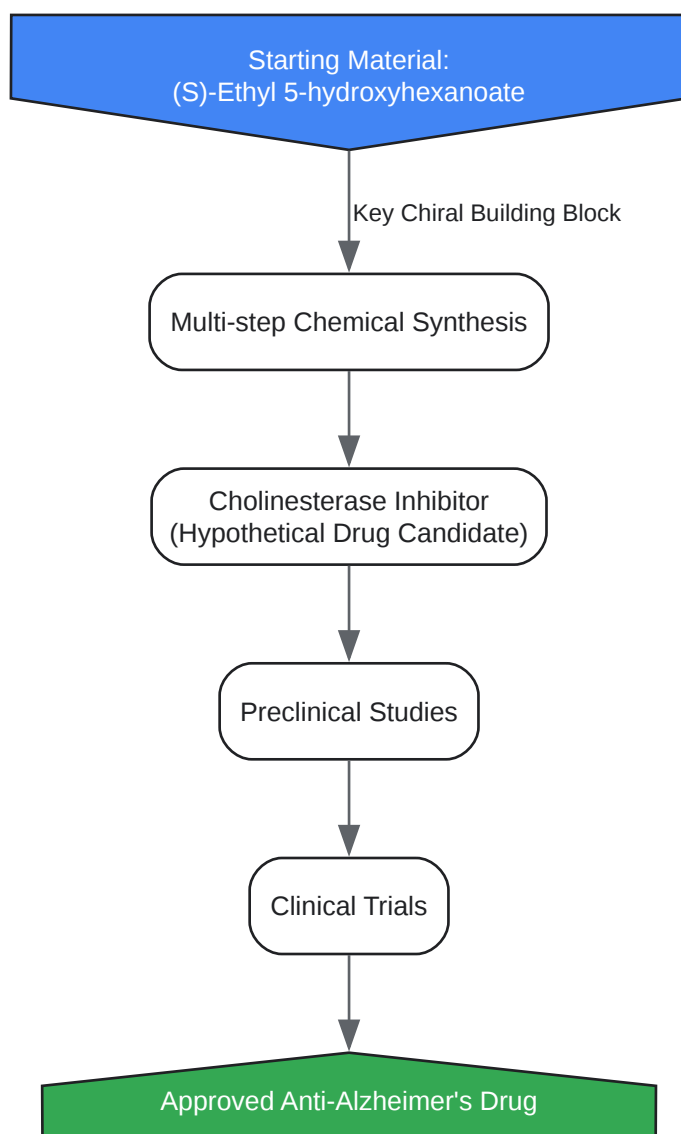 Starting Material:
(S)-Ethyl 5-hydroxyhexanoate
Key Chiral Building Block
Multi-step Chemical Synthesis
Cholinesterase Inhibitor
(Hypothetical Drug Candidate)
Preclinical Studies
Clinical Trials
Approved Anti-Alzheimer's Drug